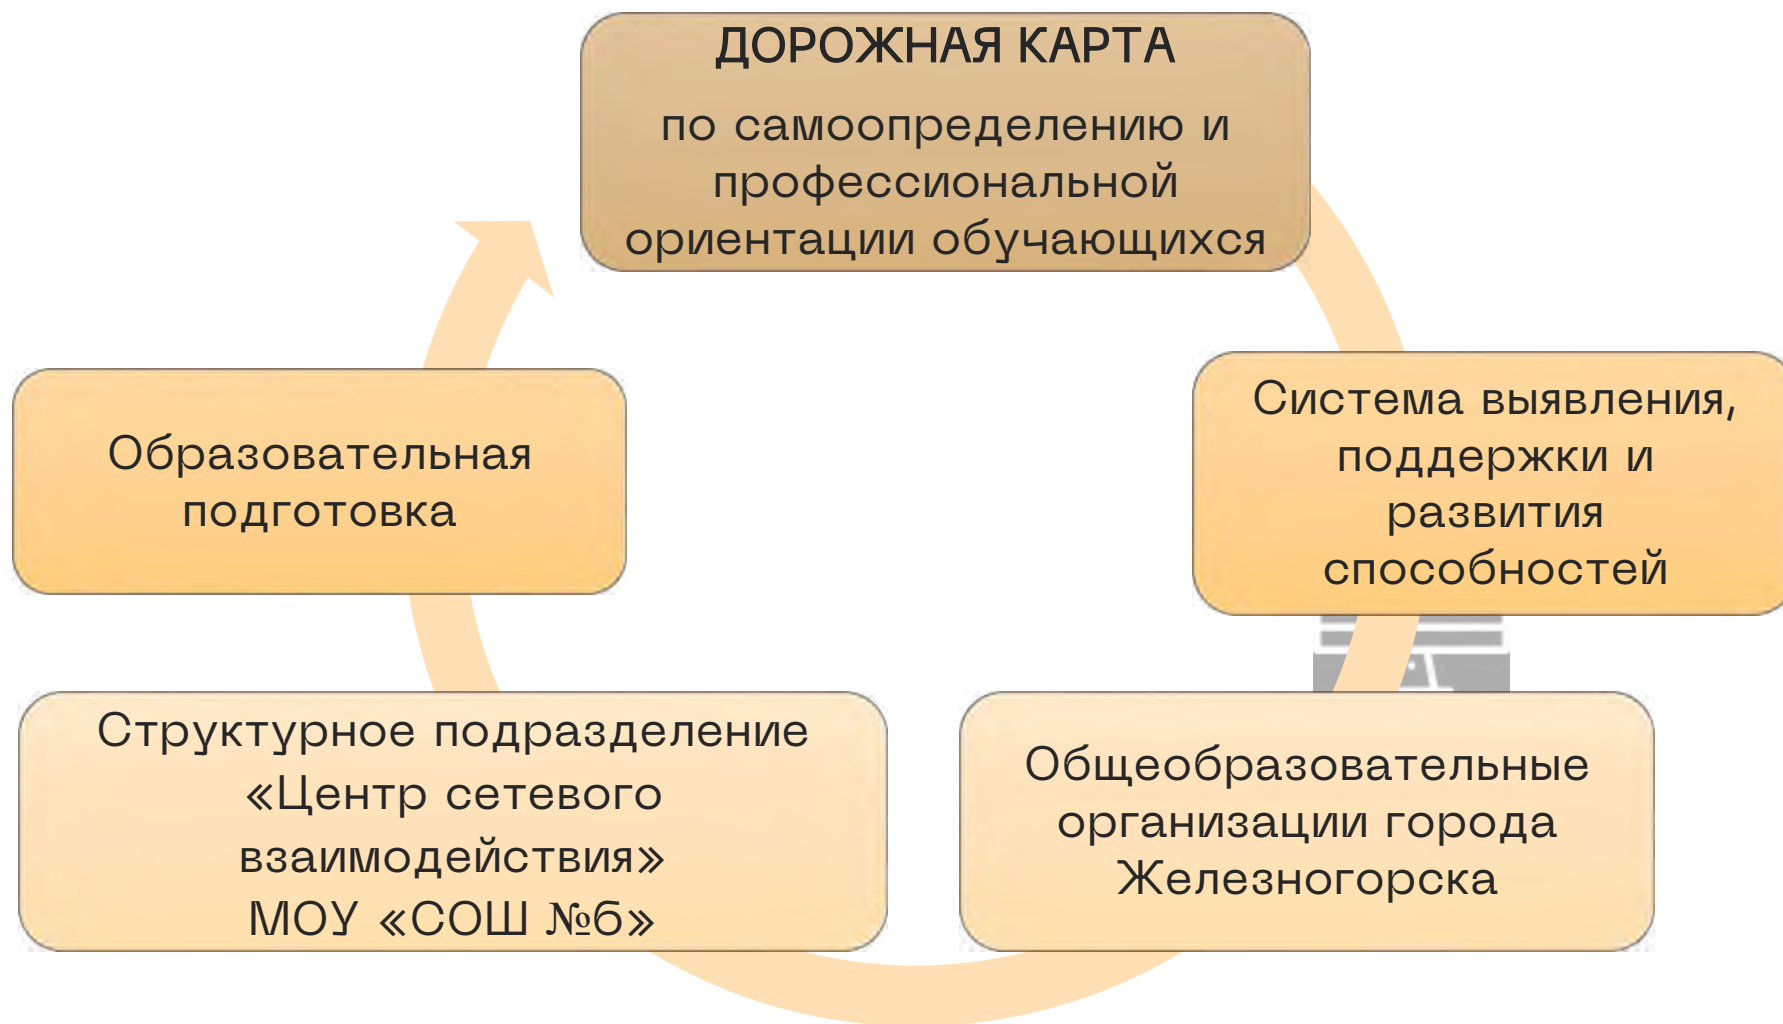 ДОРОЖНАЯ КАРТА
по самоопределению и
профессиональной
ориентации обучающихся
Система выявления,
поддержки и
развития
способностей
Общеобразовательные
организации города
Железногорска
Структурное подразделение
«Центр сетевого
взаимодействия»
МОУ «СОШ №6»
Образовательная
подготовка